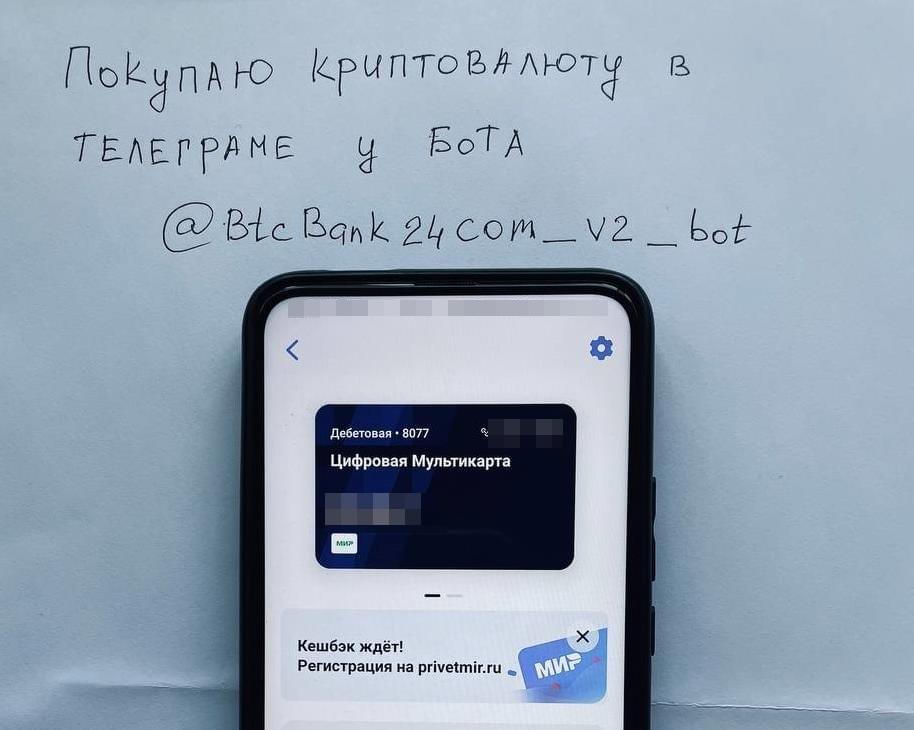 Покупаю криптовалюту в
телеграме у бота
@BtcBank24com_v2_bot
Дебетовая • 8077
Цифровая Мультикарта
МИР
Кешбэк ждёт!
Регистрация на privetmir.ru
МИР